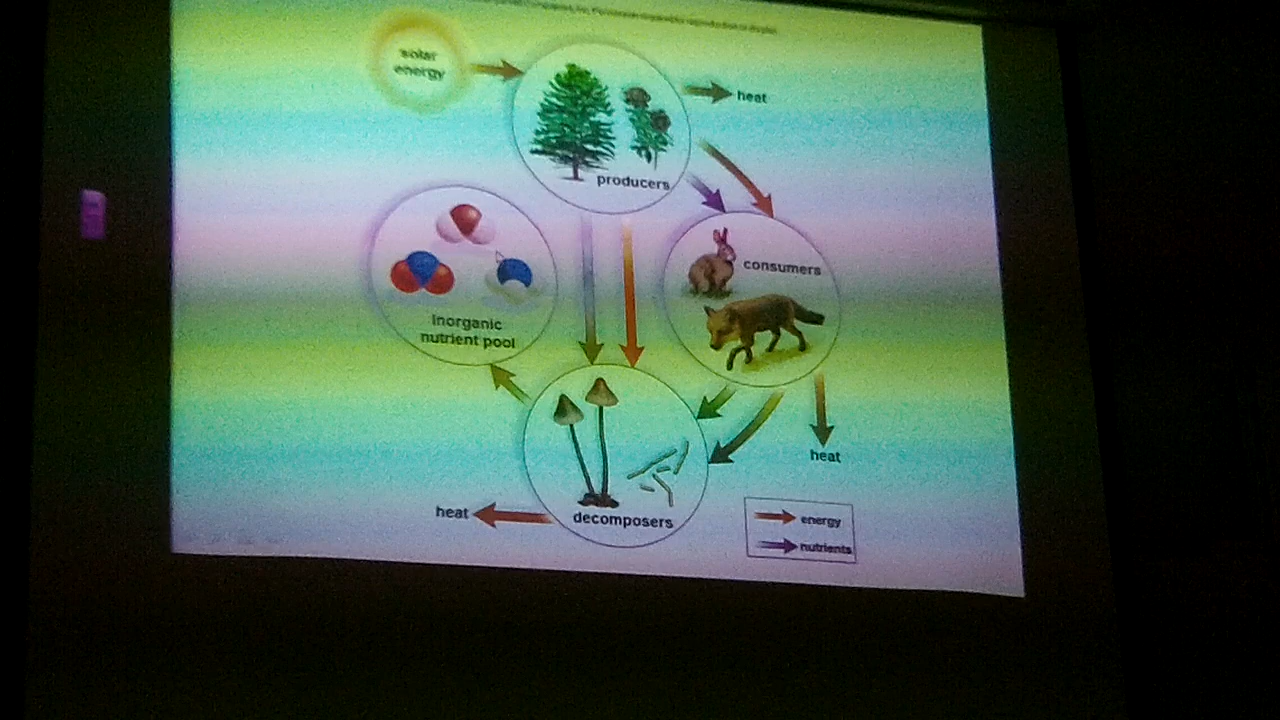 solar
energy
heat
producers
consumers
Inorganic
nutrient pool
heat
heat
decomposers
energy
nutrients